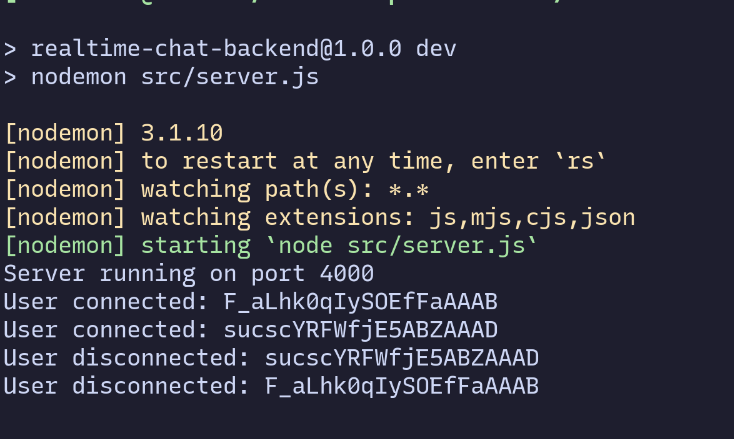 > realtime-chat-backend@1.0.0 dev
> nodemon src/server.js
[nodemon] 3.1.10
[nodemon] to restart at any time, enter `rs`
[nodemon] watching path(s): *.*
[nodemon] watching extensions: js,mjs,cjs,json
[nodemon] starting `node src/server.js`
Server running on port 4000
User connected: F_aLhk0qIySOEfFaAAAB
User connected: sucscYRFWfjE5ABZAAAD
User disconnected: sucscYRFWfjE5ABZAAAD
User disconnected: F_aLhk0qIySOEfFaAAAB